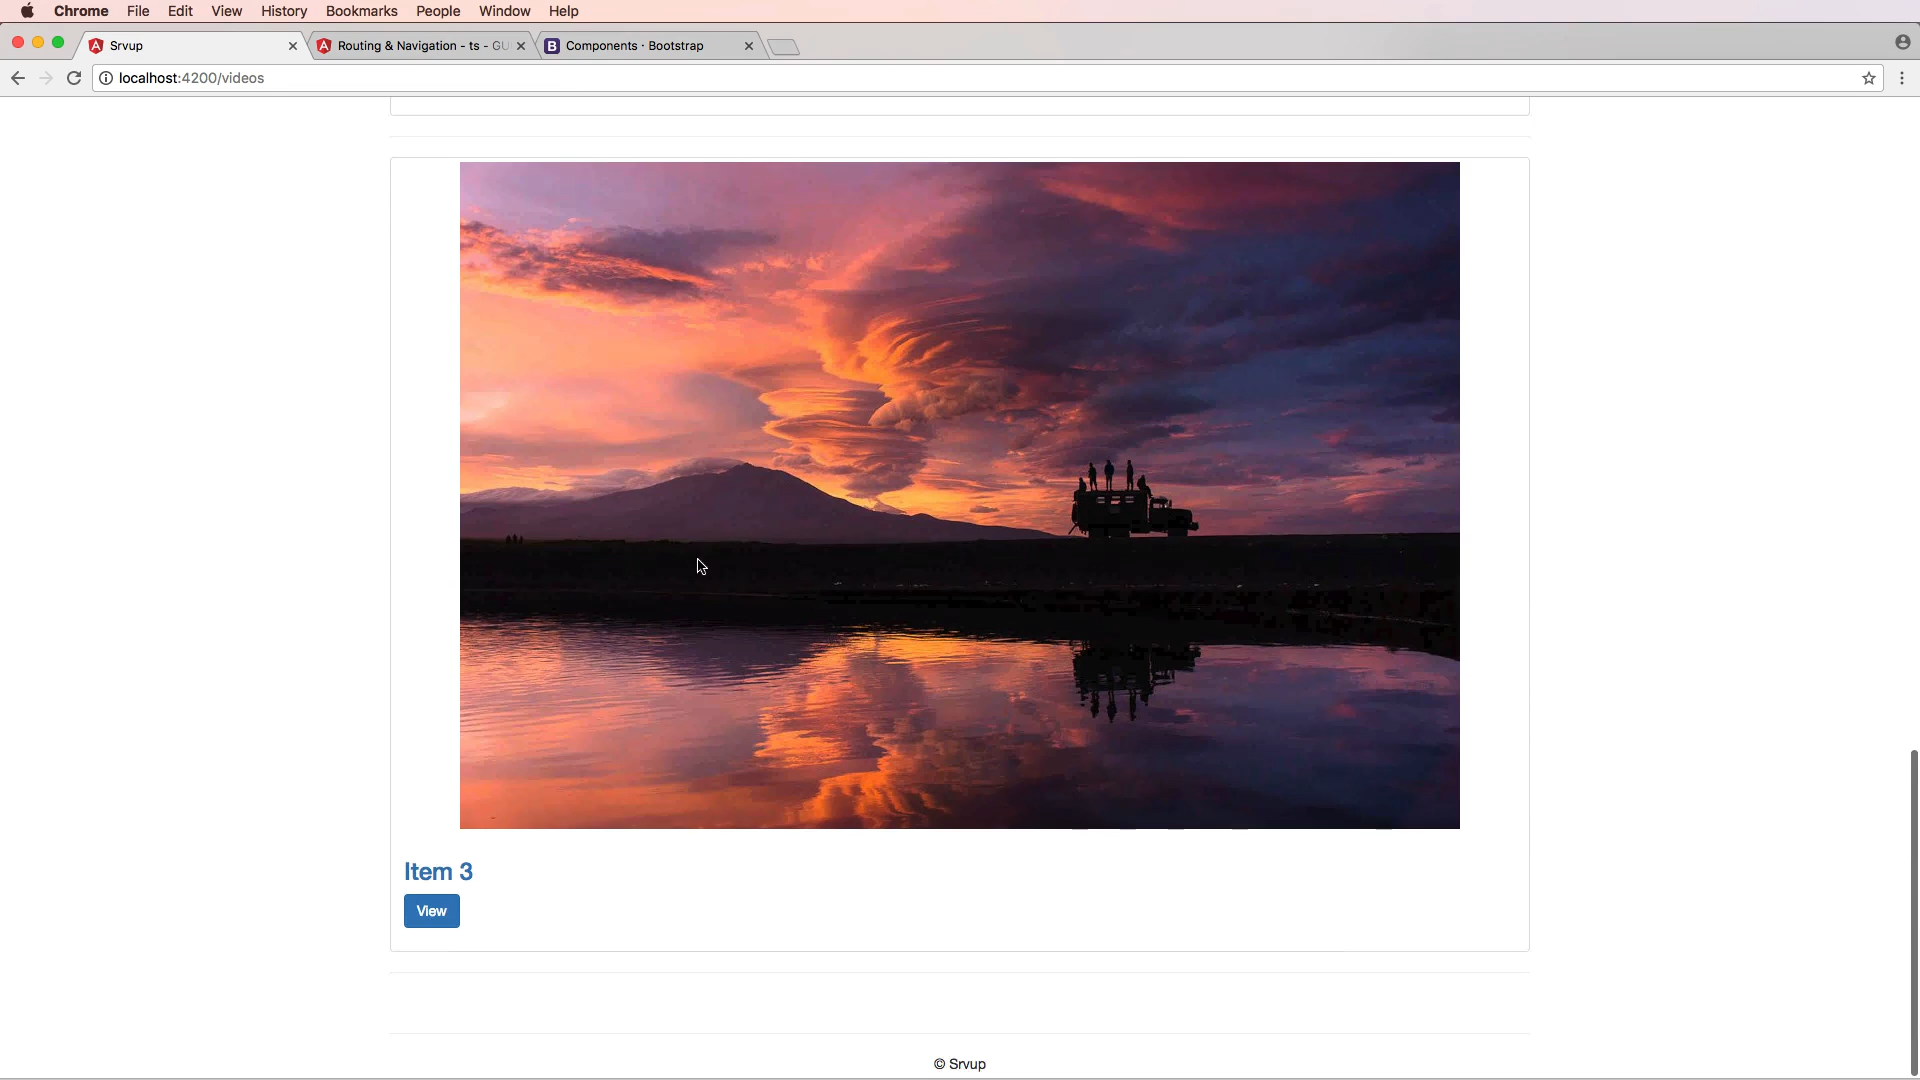 Chrome File Edit View History Bookmarks People Window Help
Srvup
Routing & Navigation - ts - GU
Components · Bootstrap
localhost:4200/videos
Item 3
View
© Srvup